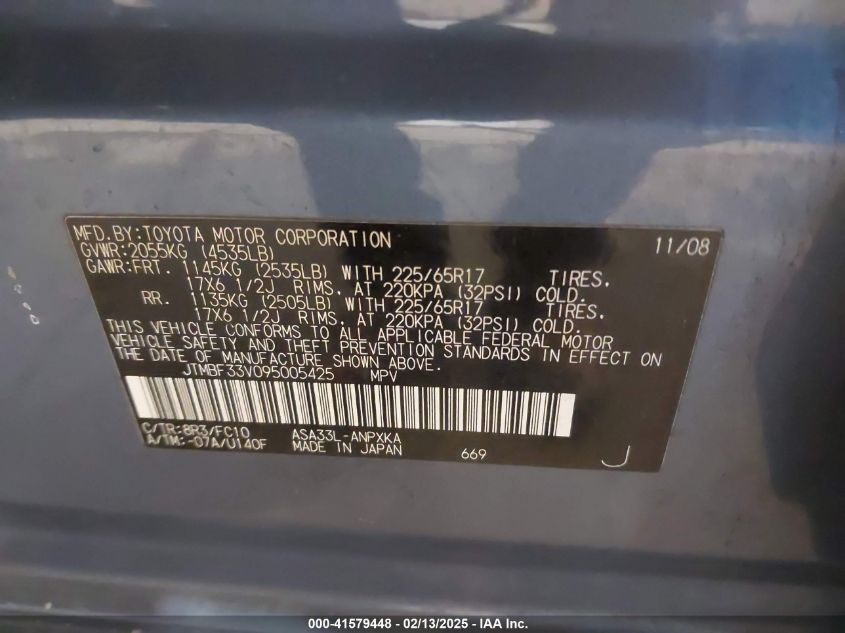 MFD.BY:TOYOTA MOTOR CORPORATION 11/08
GVWR:2055KG (4535LB)
GAWR:FRT. 1145KG (2535LB) WITH 225/65R17 TIRES.
17X6 1/2J RIMS, AT 220KPA (32PSI) COLD.
RR. 1135KG (2505LB) WITH 225/65R17 TIRES.
17X6 1/2J RIMS, AT 220KPA (32PSI) COLD.
THIS VEHICLE CONFORMS TO ALL APPLICABLE FEDERAL MOTOR
VEHICLE SAFETY AND THEFT PREVENTION STANDARDS IN EFFECT ON
THE DATE OF MANUFACTURE SHOWN ABOVE.
JTMBF33V095005425 MPV
C/TR:8R3/FC10 ASA33L-ANPXKA
A/TM:-07A/U140F MADE IN JAPAN 669 J
000-41579448 - 02/13/2025 - IAA Inc.